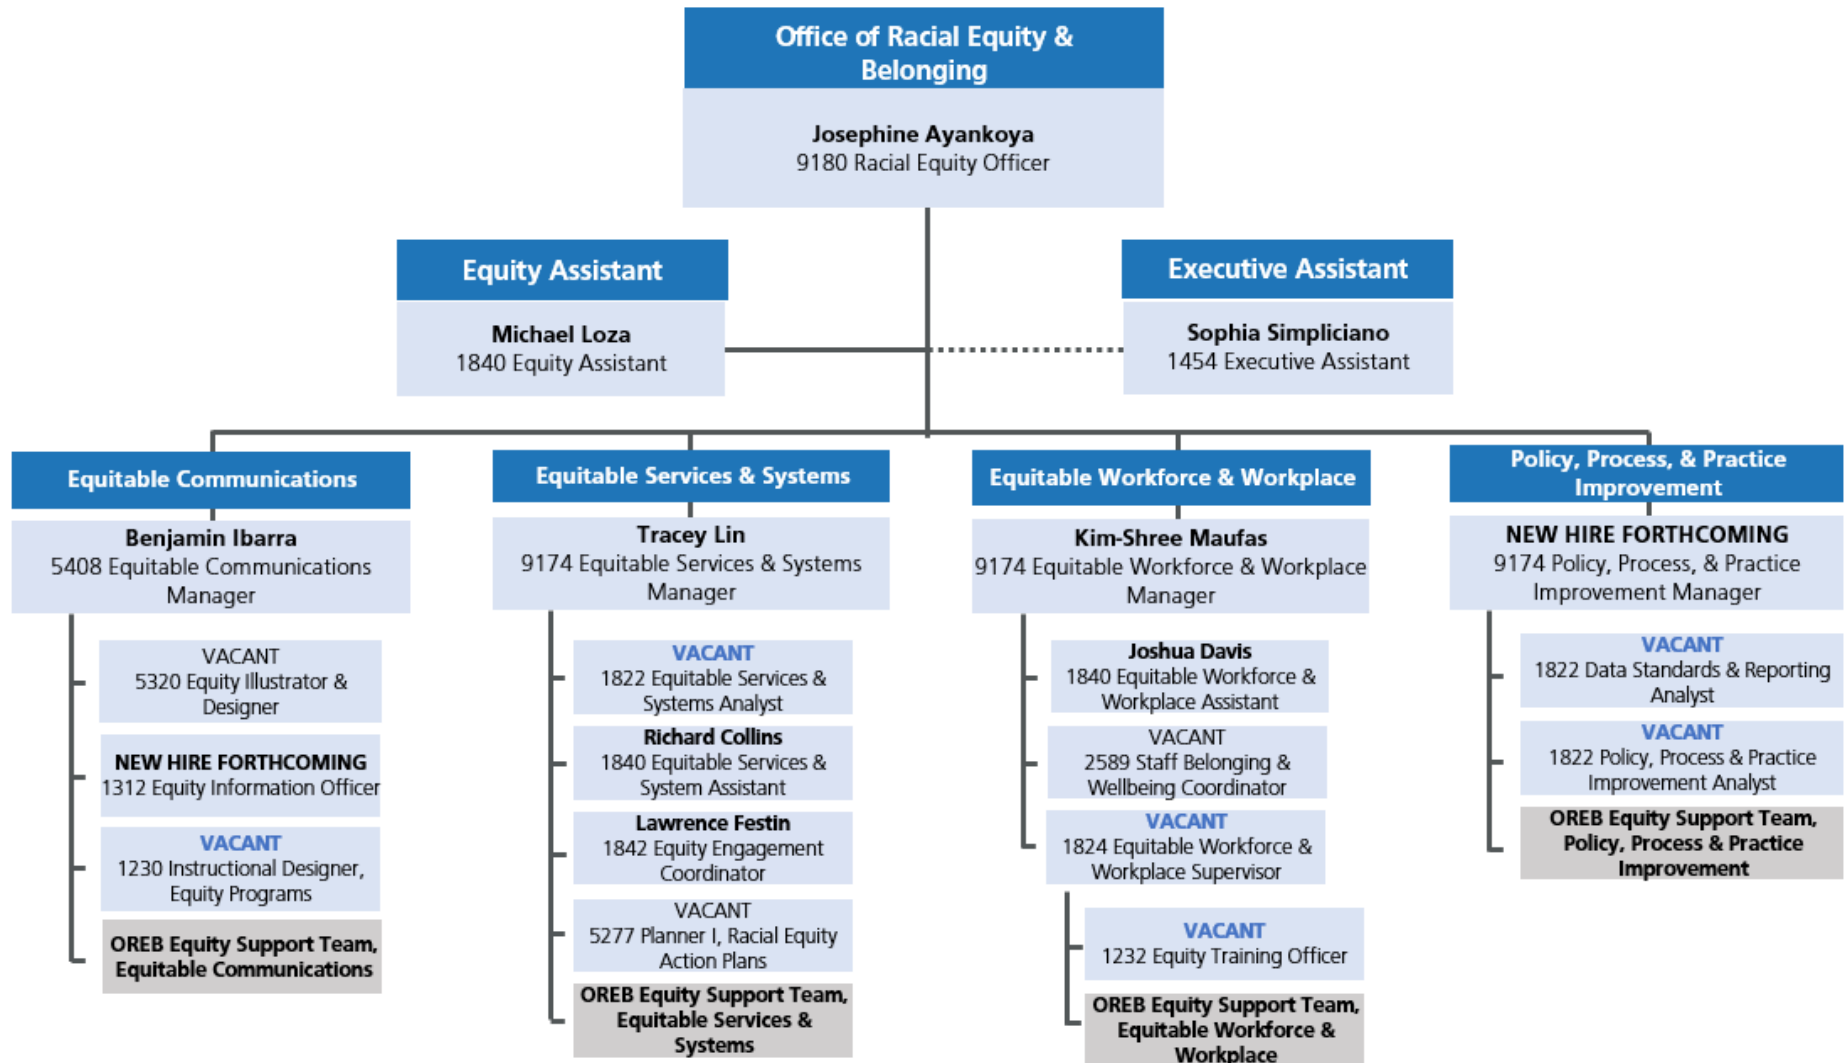 Office of Racial Equity &
Belonging
Josephine Ayankoya
9180 Racial Equity Officer
Equity Assistant
Michael Loza
1840 Equity Assistant
Executive Assistant
Sophia Simpliciano
1454 Executive Assistant
Equitable Communications
Benjamin Ibarra
5408 Equitable Communications
Manager
VACANT
5320 Equity Illustrator &
Designer
NEW HIRE FORTHCOMING
1312 Equity Information Officer
VACANT
1230 Instructional Designer,
Equity Programs
OREB Equity Support Team,
Equitable Communications
Equitable Services & Systems
Tracey Lin
9174 Equitable Services & Systems
Manager
VACANT
1822 Equitable Services &
Systems Analyst
Richard Collins
1840 Equitable Services &
System Assistant
Lawrence Festin
1842 Equity Engagement
Coordinator
VACANT
5277 Planner I, Racial Equity
Action Plans
OREB Equity Support Team,
Equitable Services &
Systems
Equitable Workforce & Workplace
Kim-Shree Maufas
9174 Equitable Workforce & Workplace
Manager
Joshua Davis
1840 Equitable Workforce &
Workplace Assistant
VACANT
2589 Staff Belonging &
Wellbeing Coordinator
VACANT
1824 Equitable Workforce &
Workplace Supervisor
VACANT
1232 Equity Training Officer
OREB Equity Support Team,
Equitable Workforce &
Workplace
Policy, Process, & Practice
Improvement
NEW HIRE FORTHCOMING
9174 Policy, Process, & Practice
Improvement Manager
VACANT
1822 Data Standards & Reporting
Analyst
VACANT
1822 Policy, Process & Practice
Improvement Analyst
OREB Equity Support Team,
Policy, Process & Practice
Improvement